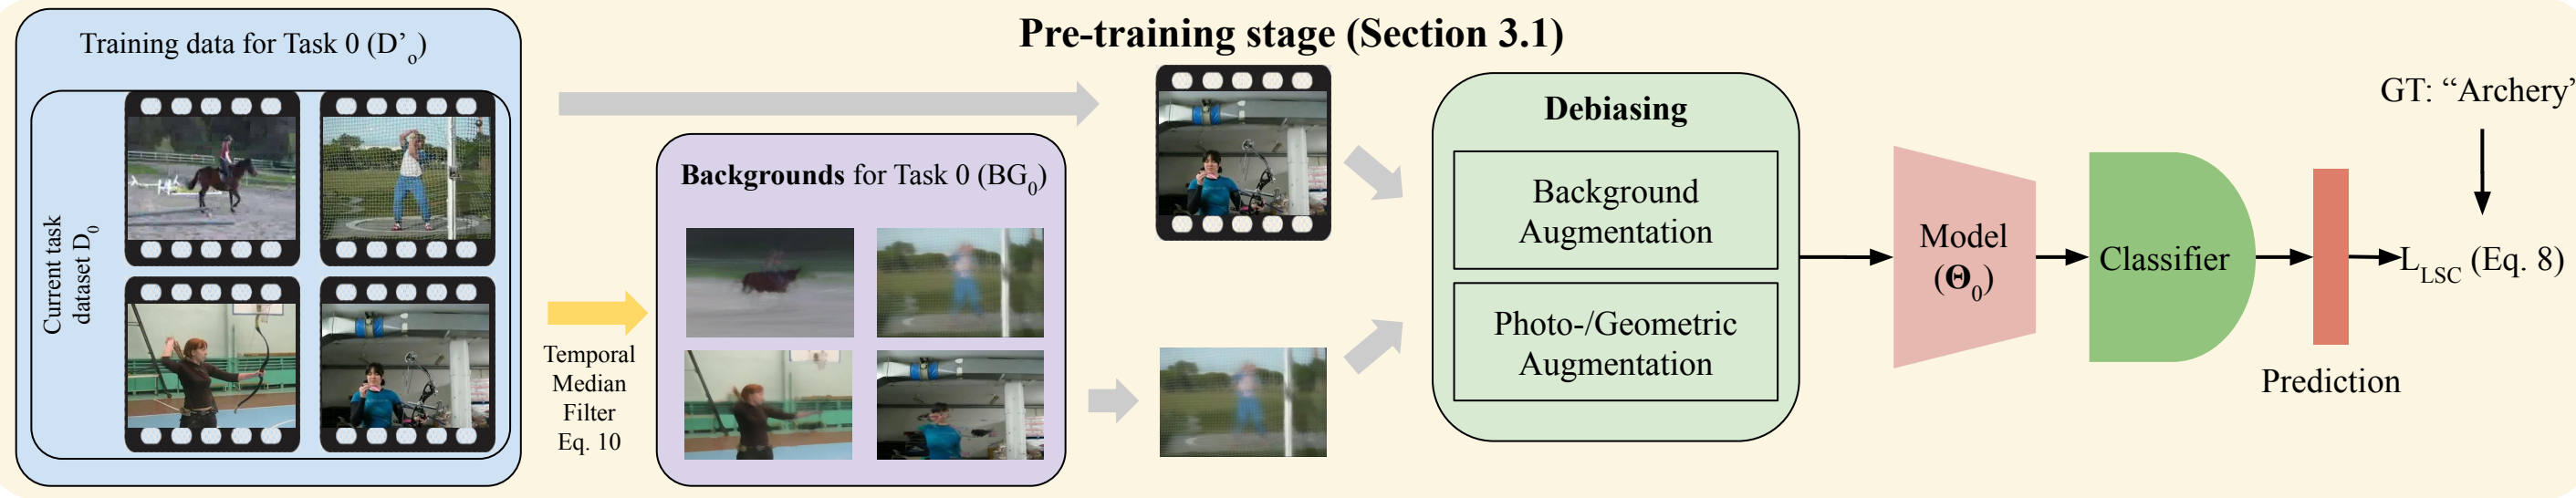 Pre-training stage (Section 3.1)
Training data for Task 0 (D’o)
Current task
dataset D0
Temporal
Median
Filter
Eq. 10
Backgrounds for Task 0 (BG0)
Debiasing
Background
Augmentation
Photo-/Geometric
Augmentation
Model
(Θ0)
Classifier
Prediction
GT: “Archery”
LLSC (Eq. 8)